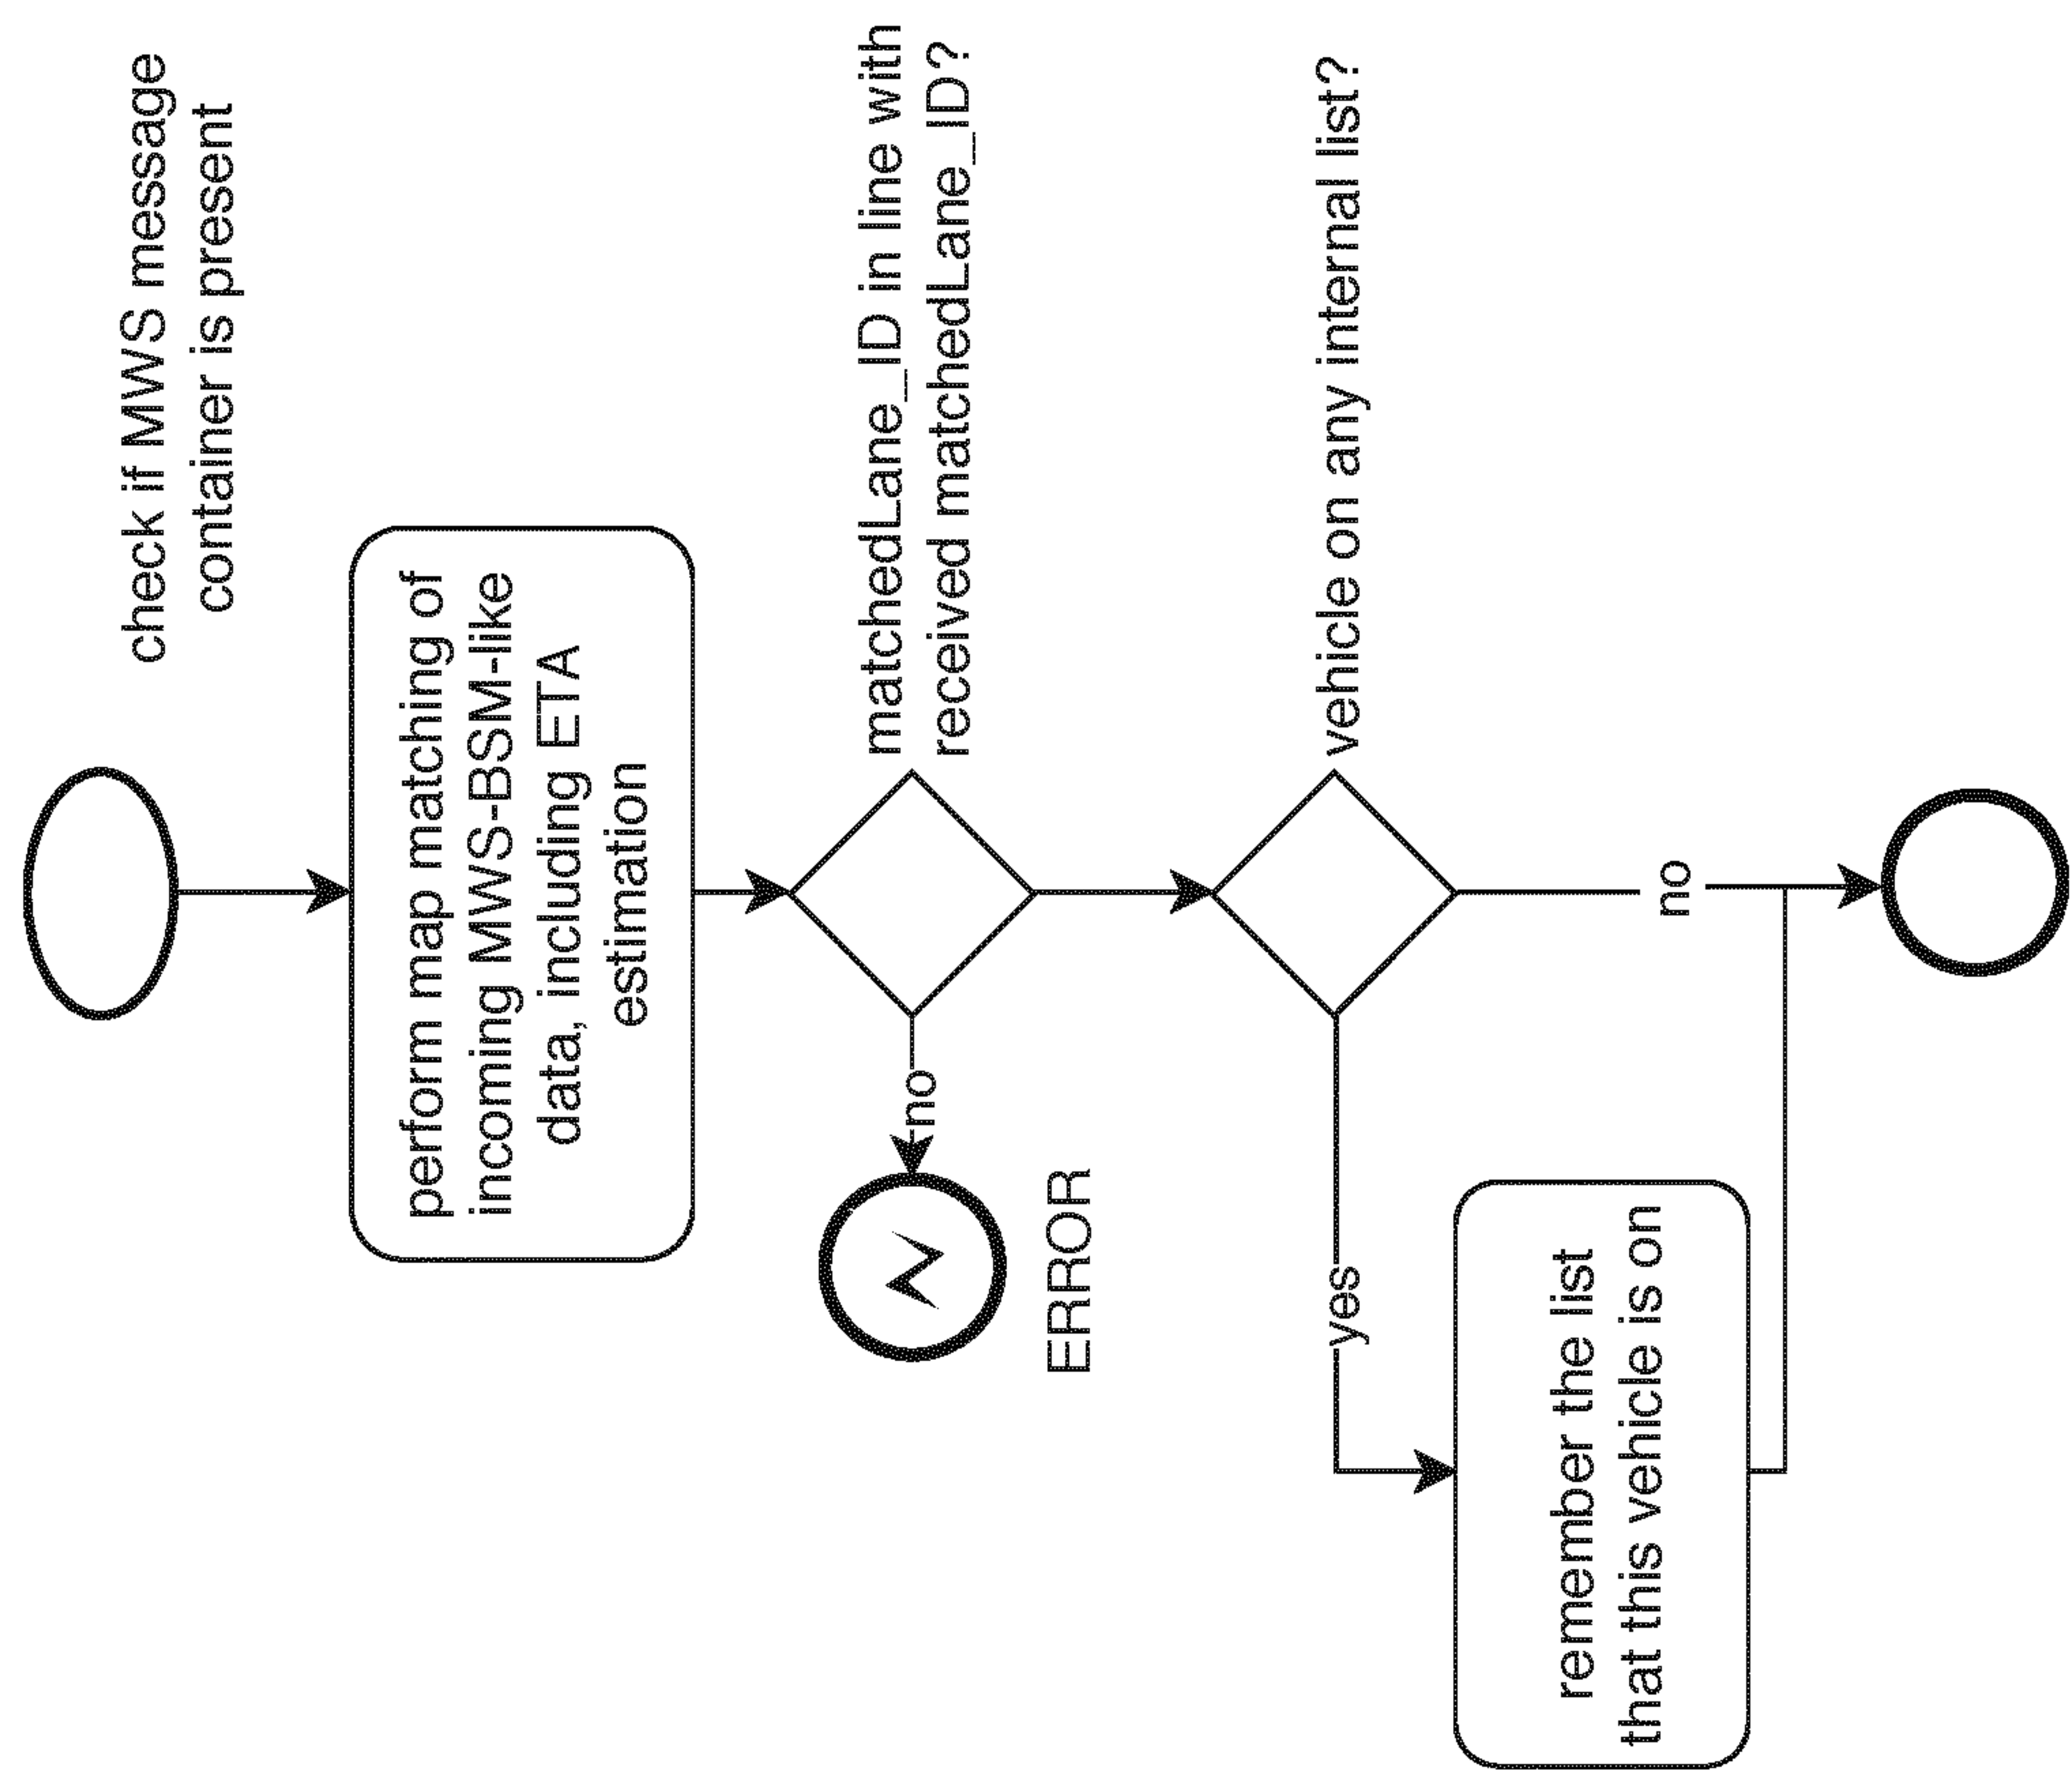 check if MWS message
container is present
perform map matching of
incoming MWS-BSM-like
data, including ETA
estimation
matchedLane_ID in line with
received matchedLane_ID?
no
ERROR
vehicle on any internal list?
yes
no
remember the list
that this vehicle is on